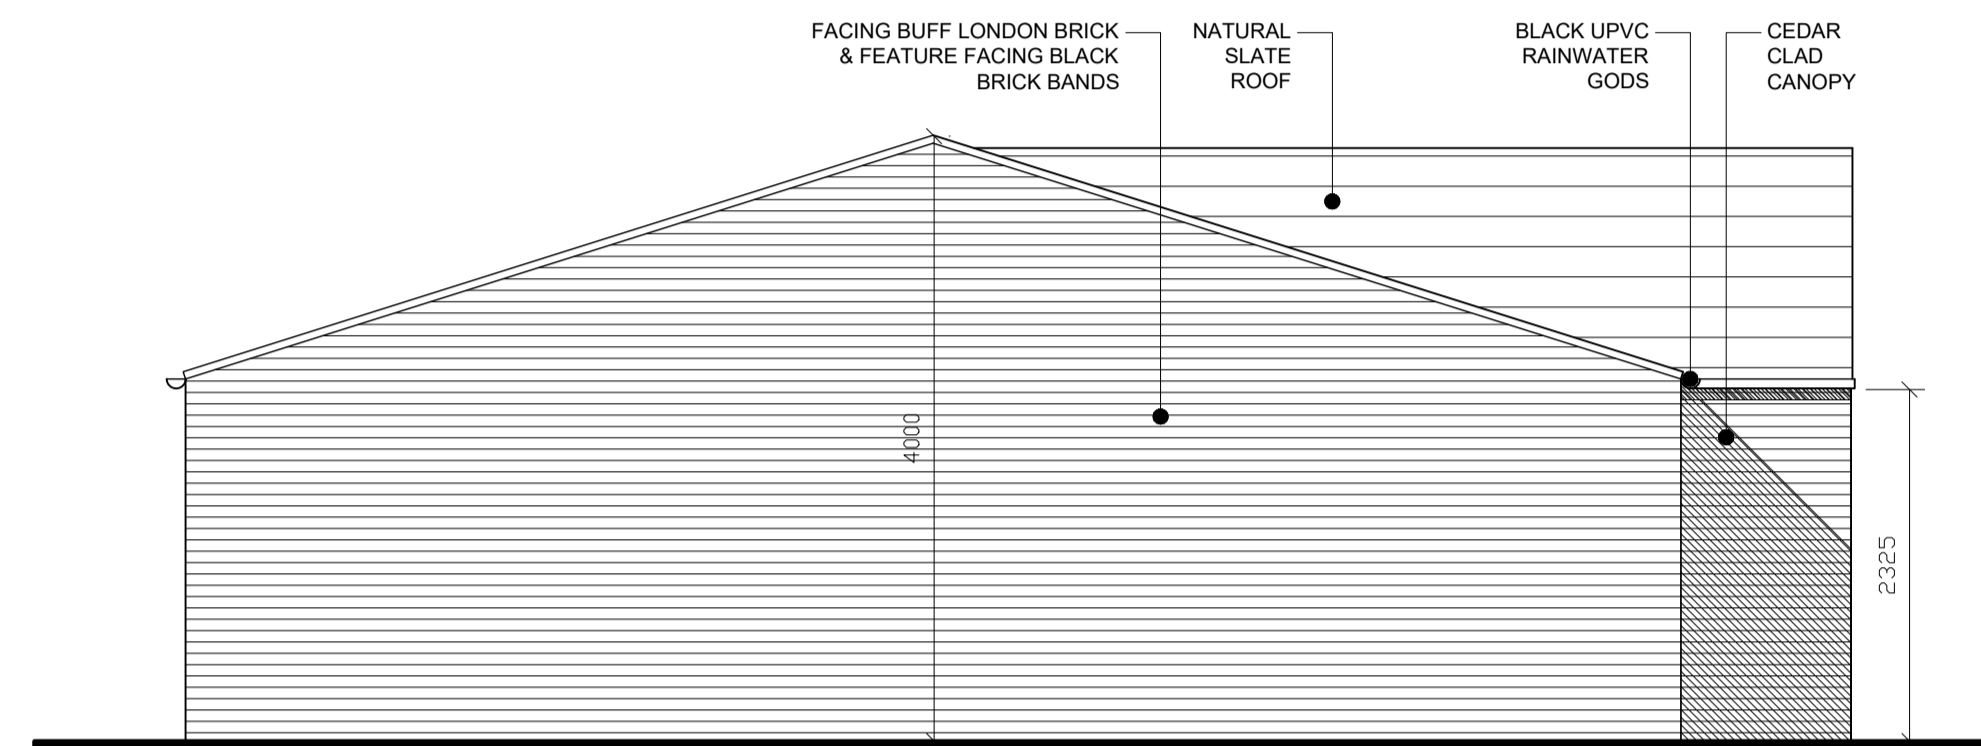 FACING BUFF LONDON BRICK
& FEATURE FACING BLACK
BRICK BANDS
NATURAL
SLATE
ROOF
BLACK UPVC
RAINWATER
GODS
CEDAR
CLAD
CANOPY
4000
2325